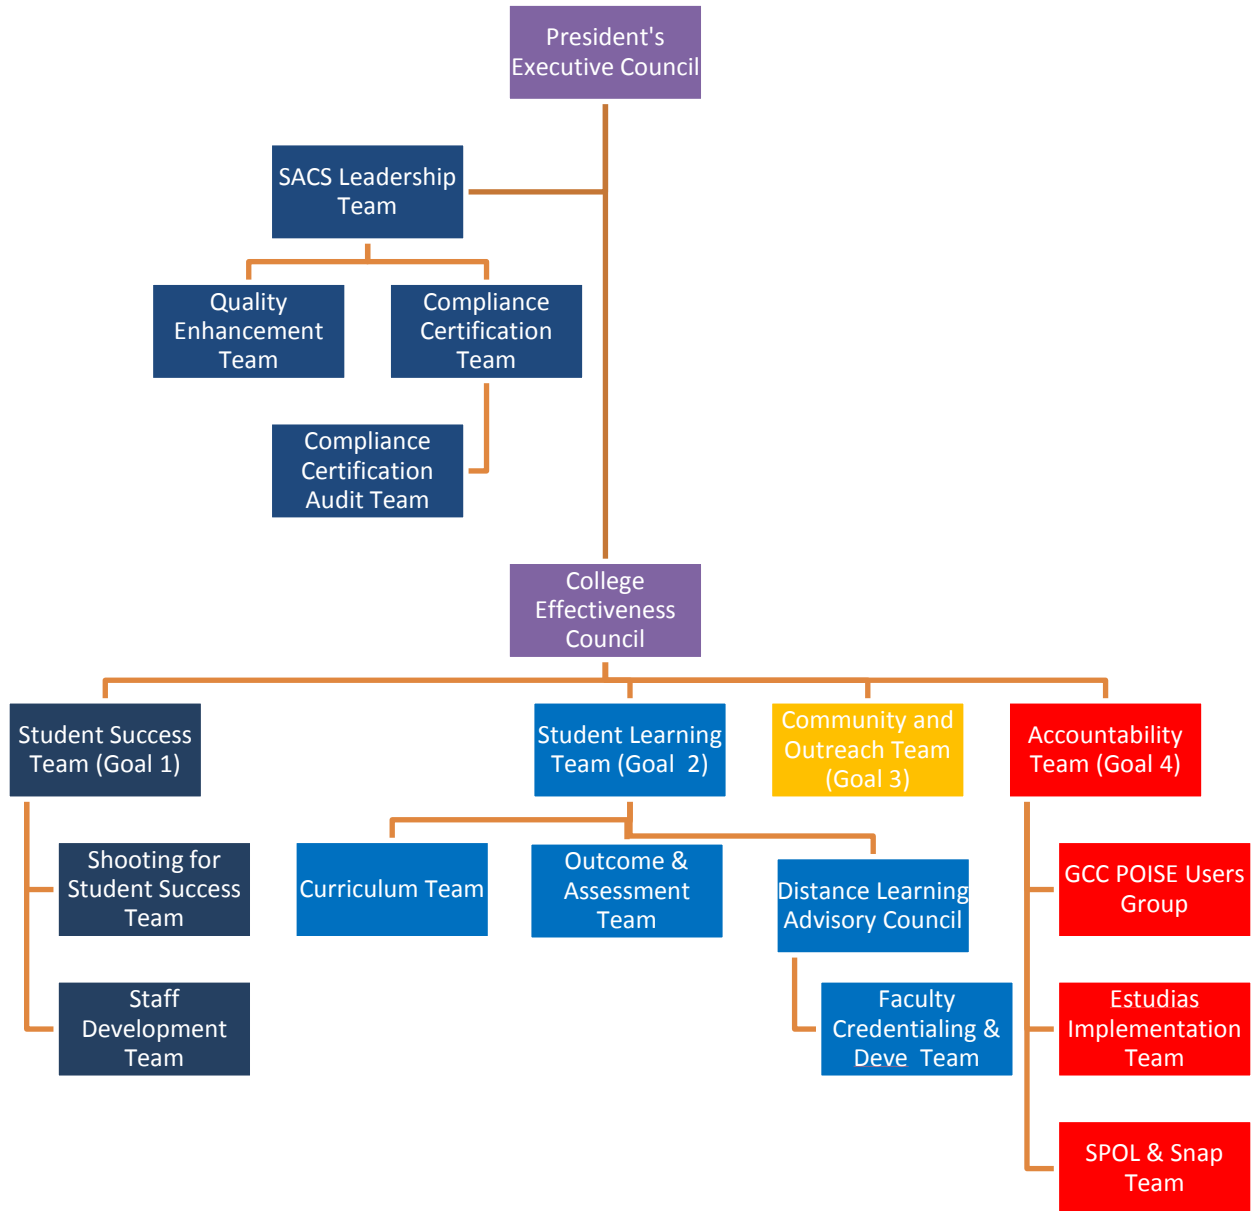 President's
Executive Council
SACS Leadership
Team
Quality
Enhancement
Team
Compliance
Certification
Team
Compliance
Certification
Audit Team
College
Effectiveness
Council
Student Success
Team (Goal 1)
Student Learning
Team (Goal  2)
Community and
Outreach Team
(Goal 3)
Accountability
Team (Goal 4)
Shooting for
Student Success
Team
Curriculum Team
Outcome &
Assessment
Team
Distance Learning
Advisory Council
GCC POISE Users
Group
Staff
Development
Team
Faculty
Credentialing &
Deve  Team
Estudias
Implementation
Team
SPOL & Snap
Team